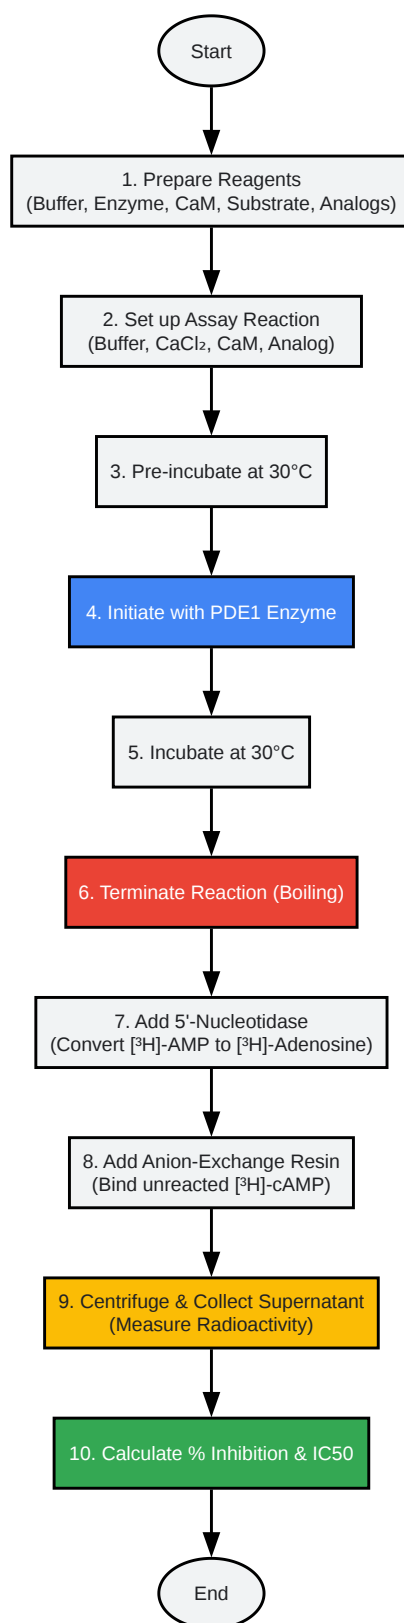 Start
1. Prepare Reagents
(Buffer, Enzyme, CaM, Substrate, Analogs)
2. Set up Assay Reaction
(Buffer, CaCl₂, CaM, Analog)
3. Pre-incubate at 30°C
4. Initiate with PDE1 Enzyme
5. Incubate at 30°C
6. Terminate Reaction (Boiling)
7. Add 5'-Nucleotidase
(Convert [³H]-AMP to [³H]-Adenosine)
8. Add Anion-Exchange Resin
(Bind unreacted [³H]-cAMP)
9. Centrifuge & Collect Supernatant
(Measure Radioactivity)
10. Calculate % Inhibition & IC50
End